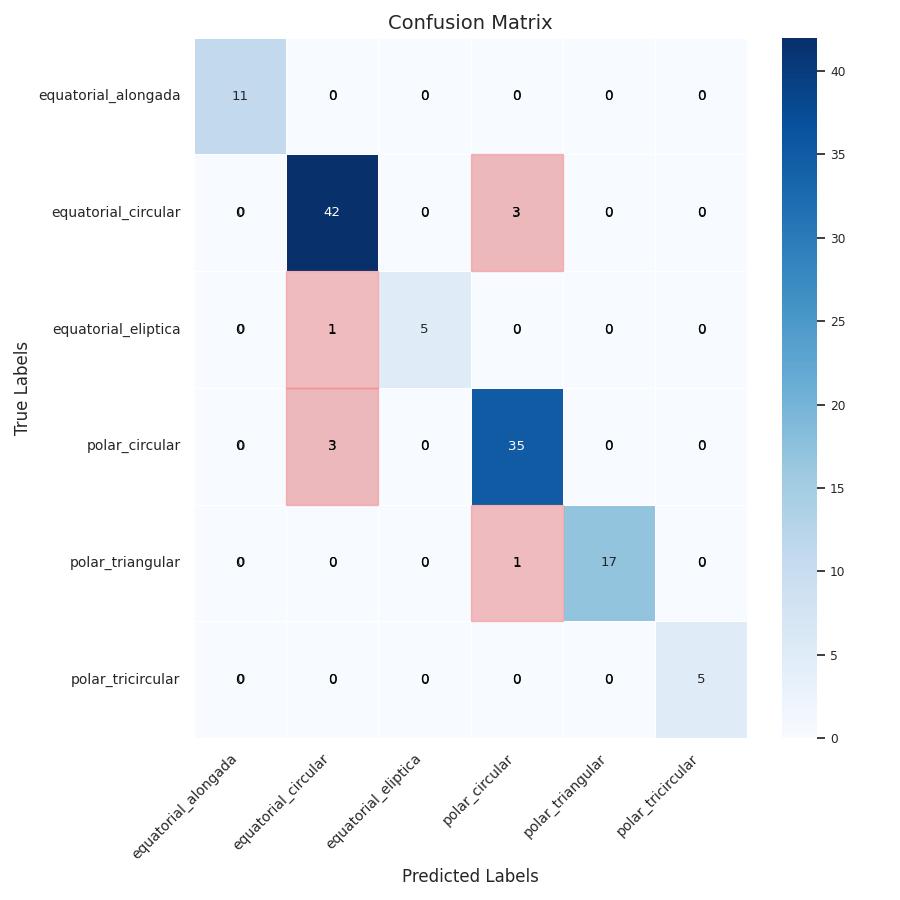 Confusion Matrix
equatorial_alongada 11 0 0 0 0 0
equatorial_circular 0 42 0 3 0 0
equatorial_eliptica 0 1 5 0 0 0
polar_circular 0 3 0 35 0 0
polar_triangular 0 0 0 1 17 0
polar_tricircular 0 0 0 0 0 5
True Labels
equatorial_alongada
equatorial_circular
equatorial_eliptica
polar_circular
polar_triangular
polar_tricircular
Predicted Labels
40
35
30
25
20
15
10
5
0